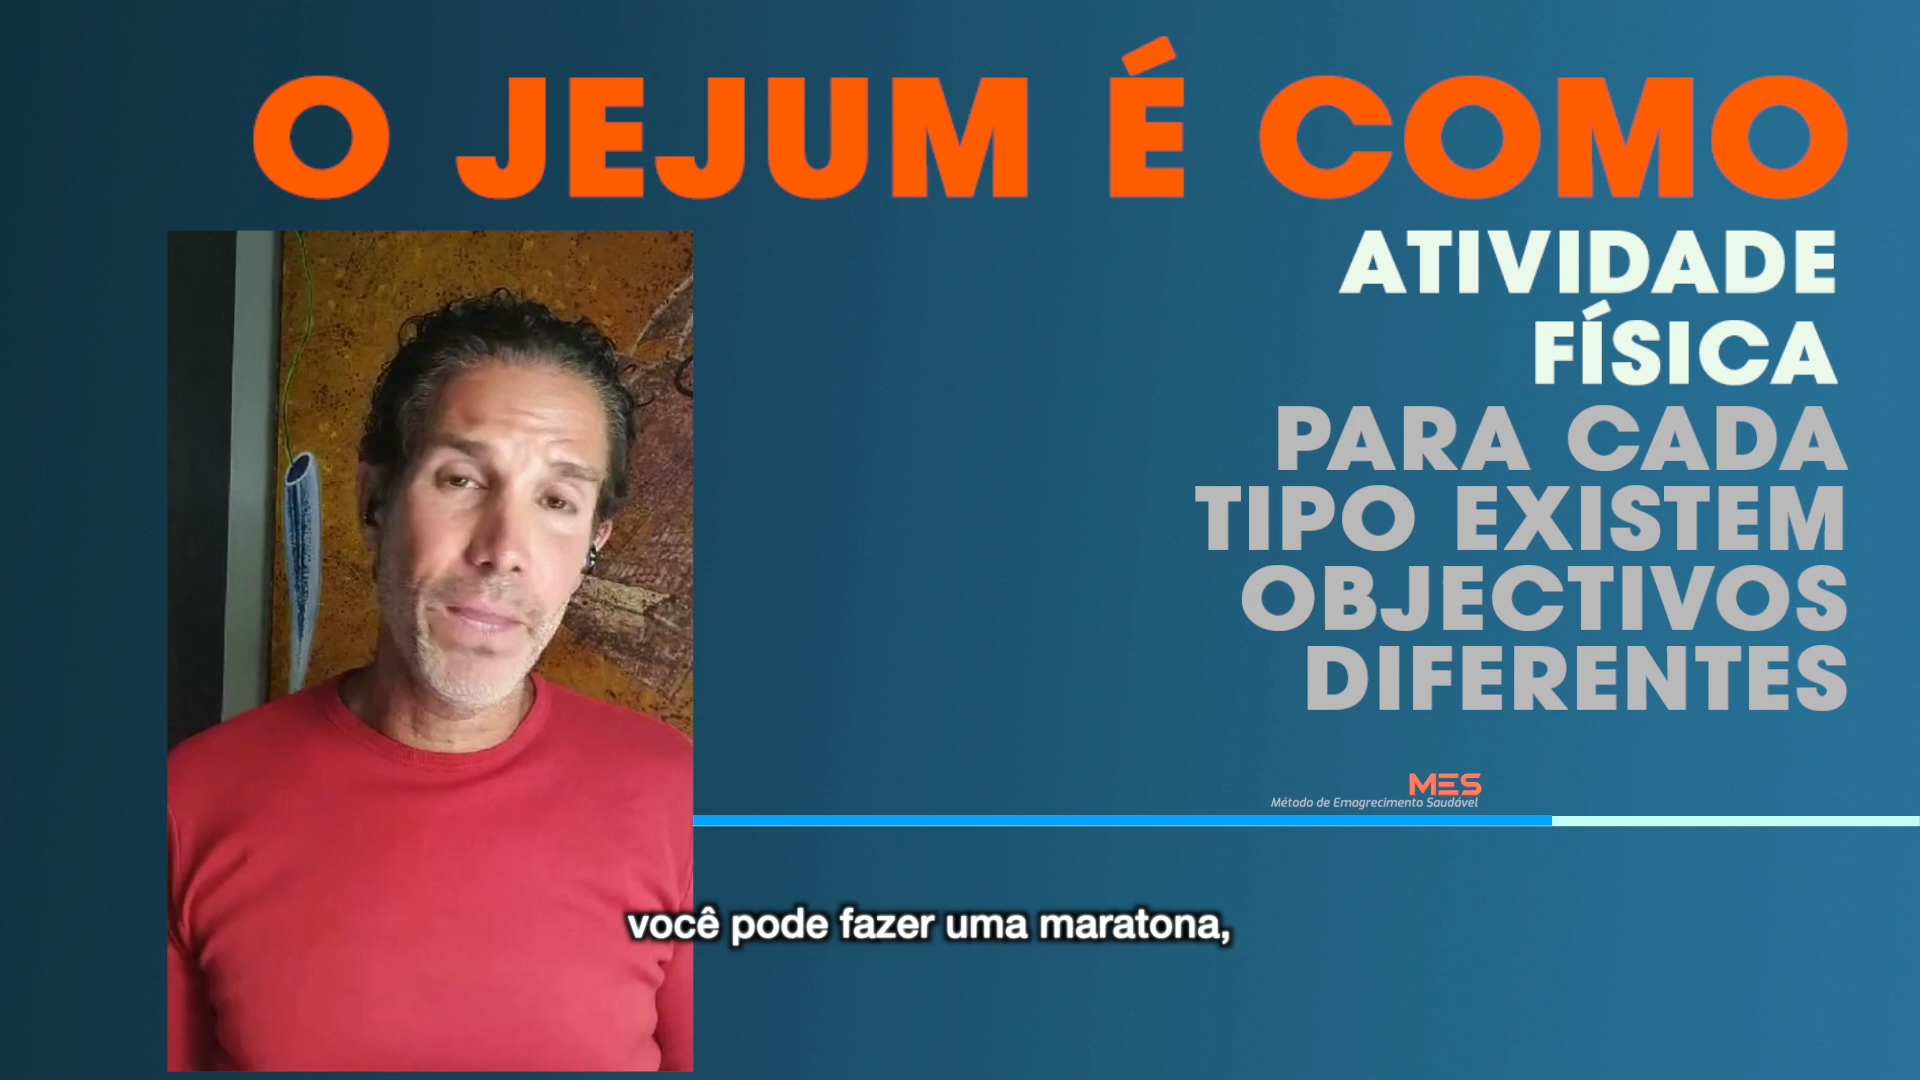 O JEJUM É COMO
ATIVIDADE
FÍSICA
PARA CADA
TIPO EXISTEM
OBJECTIVOS
DIFERENTES
MES
Método de Emagrecimento Saudável
você pode fazer uma maratona,